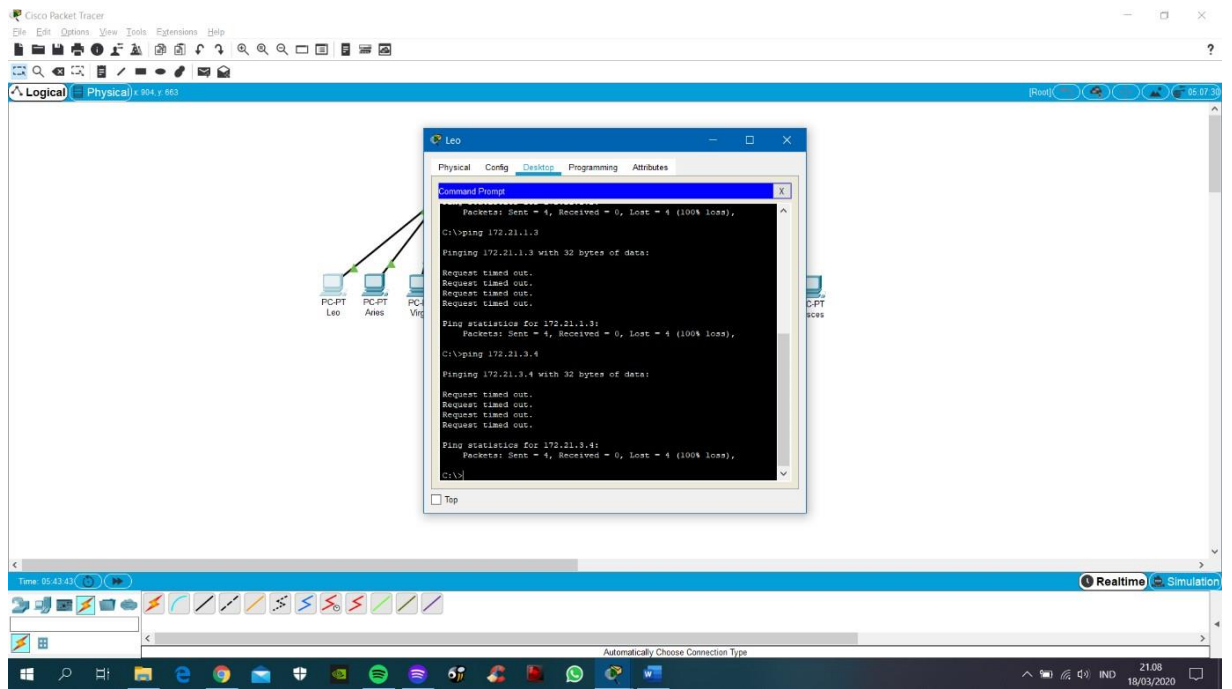 Cisco Packet Tracer
File Edit Options View Tools Extensions Help
?
Logical Physical x: 904, y: 663 [Root] 05:07:30
Leo
Physical Config Desktop Programming Attributes
Command Prompt X
Packets: Sent = 4, Received = 0, Lost = 4 (100% loss),
C:\>ping 172.21.1.3
Pinging 172.21.1.3 with 32 bytes of data:
Request timed out.
Request timed out.
Request timed out.
Request timed out.
Ping statistics for 172.21.1.3:
Packets: Sent = 4, Received = 0, Lost = 4 (100% loss),
C:\>ping 172.21.3.4
Pinging 172.21.3.4 with 32 bytes of data:
Request timed out.
Request timed out.
Request timed out.
Request timed out.
Ping statistics for 172.21.3.4:
Packets: Sent = 4, Received = 0, Lost = 4 (100% loss),
C:\>
Top
PC-PT
Leo
PC-PT
Aries
Time: 05:43:43
Realtime Simulation
Automatically Choose Connection Type
IND
21.08
18/03/2020